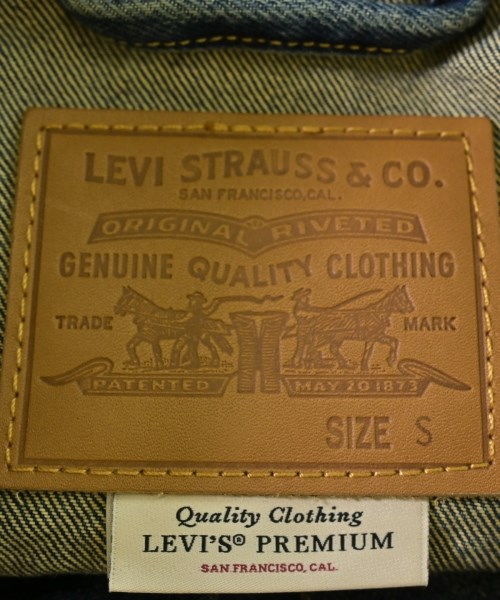 LEVI STRAUSS & CO.
SAN FRANCISCO, CAL.
ORIGINAL RIVETED
GENUINE QUALITY CLOTHING
TRADE MARK
PATENTED MAY 20 1873
SIZE S
Quality Clothing
LEVI'S® PREMIUM
SAN FRANCISCO, CAL.